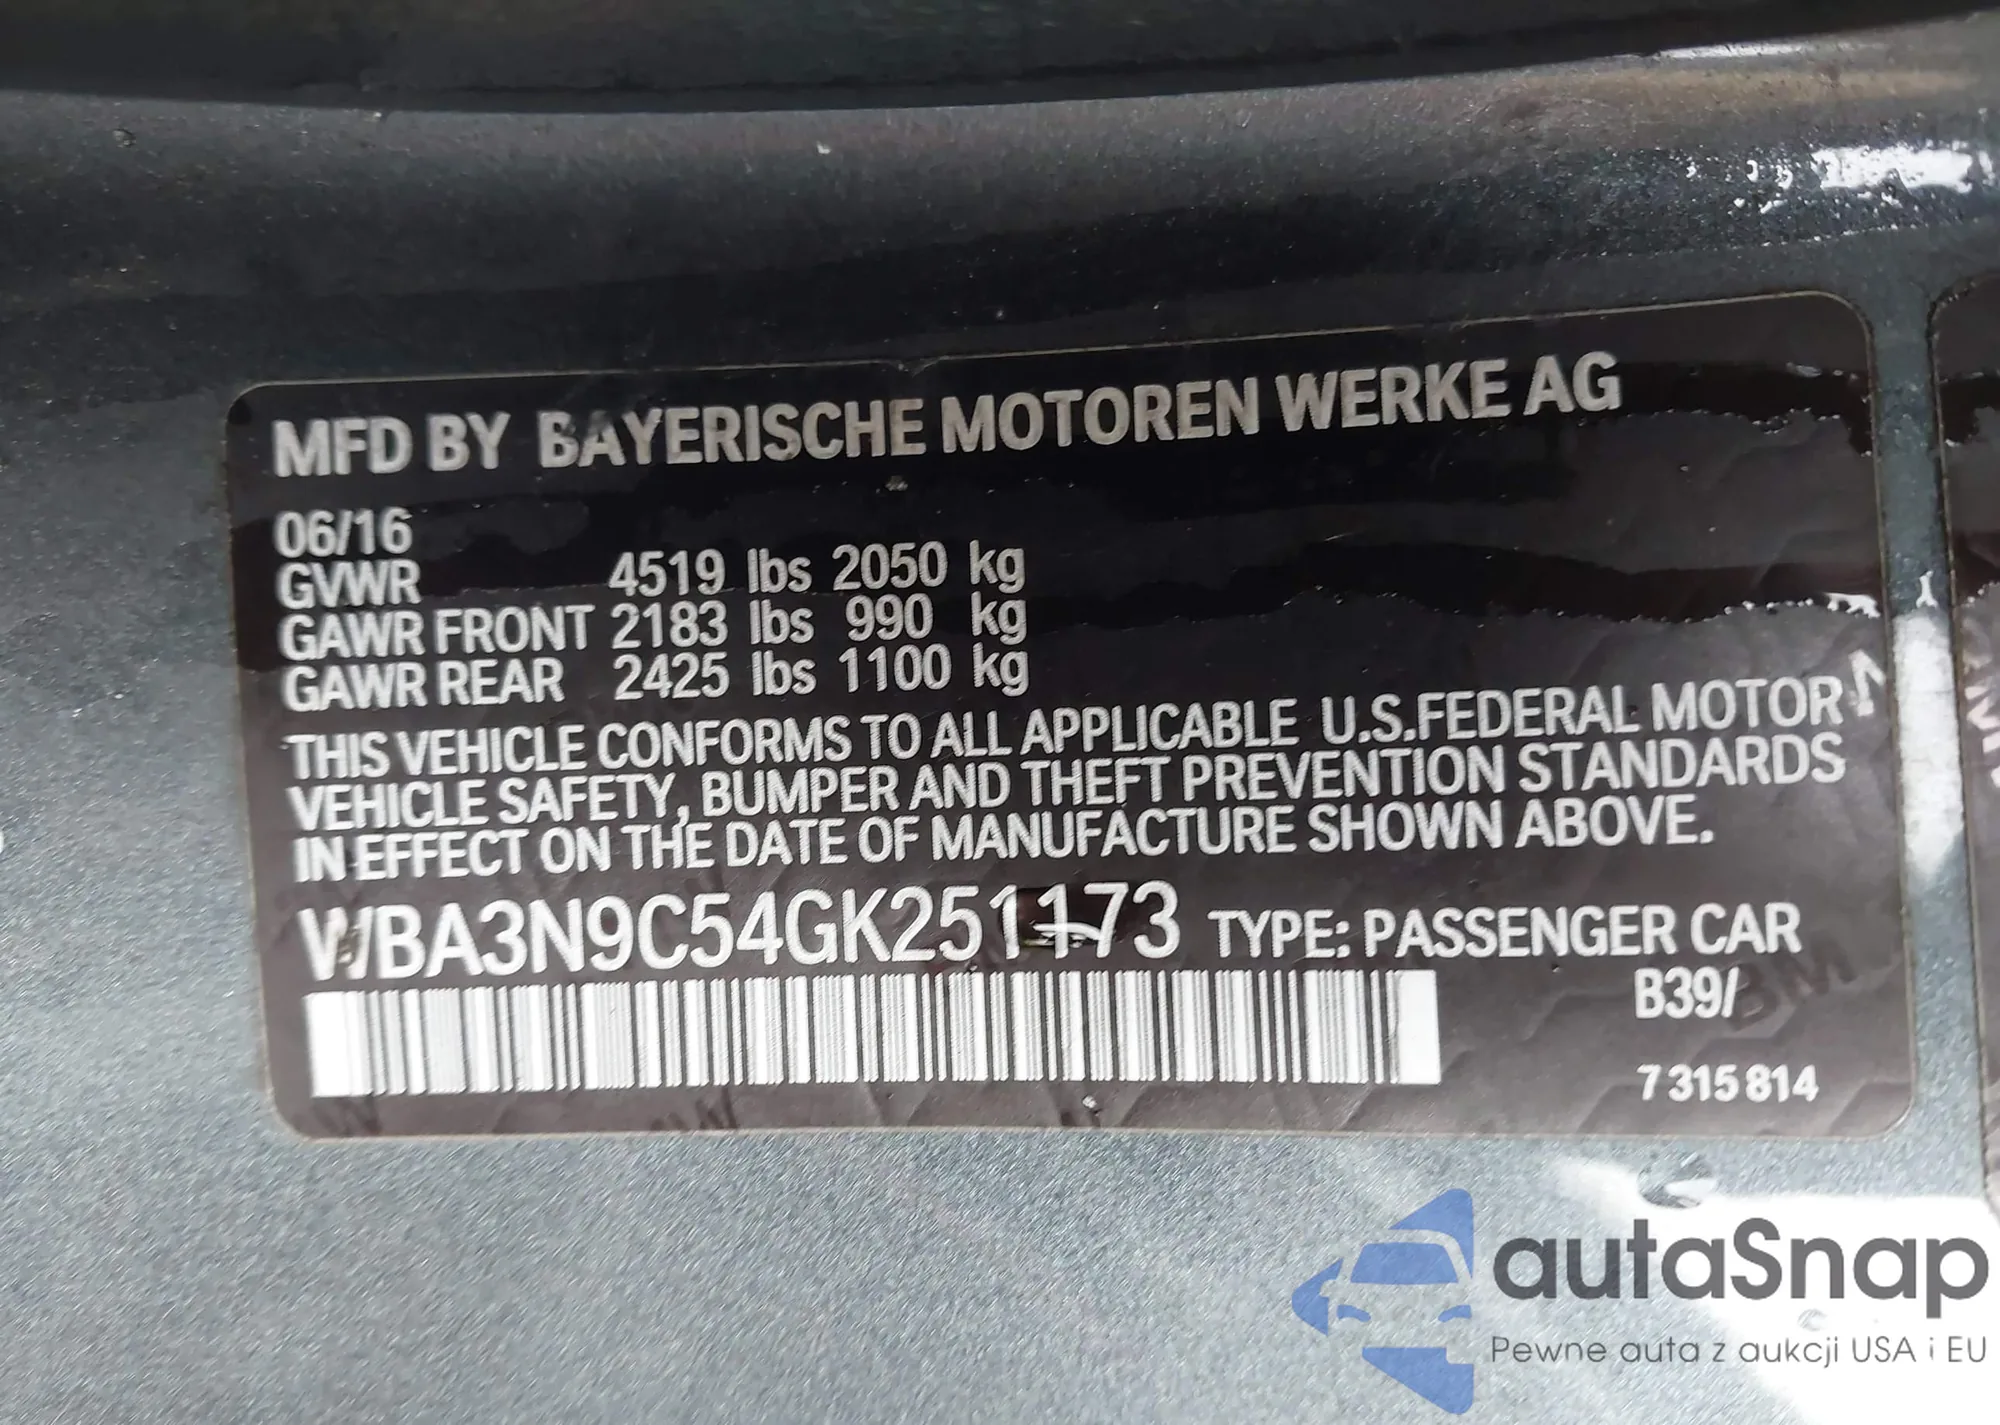 MFD BY BAYERISCHE MOTOREN WERKE AG
06/16
GVWR 4519 lbs 2050 kg
GAWR FRONT 2183 lbs 990 kg
GAWR REAR 2425 lbs 1100 kg
THIS VEHICLE CONFORMS TO ALL APPLICABLE U.S.FEDERAL MOTOR
VEHICLE SAFETY, BUMPER AND THEFT PREVENTION STANDARDS
IN EFFECT ON THE DATE OF MANUFACTURE SHOWN ABOVE.
WBA3N9C54GK251173 TYPE: PASSENGER CAR
B39/
7 315 814
autaSnap
Pewne auta z aukcji USA i EU